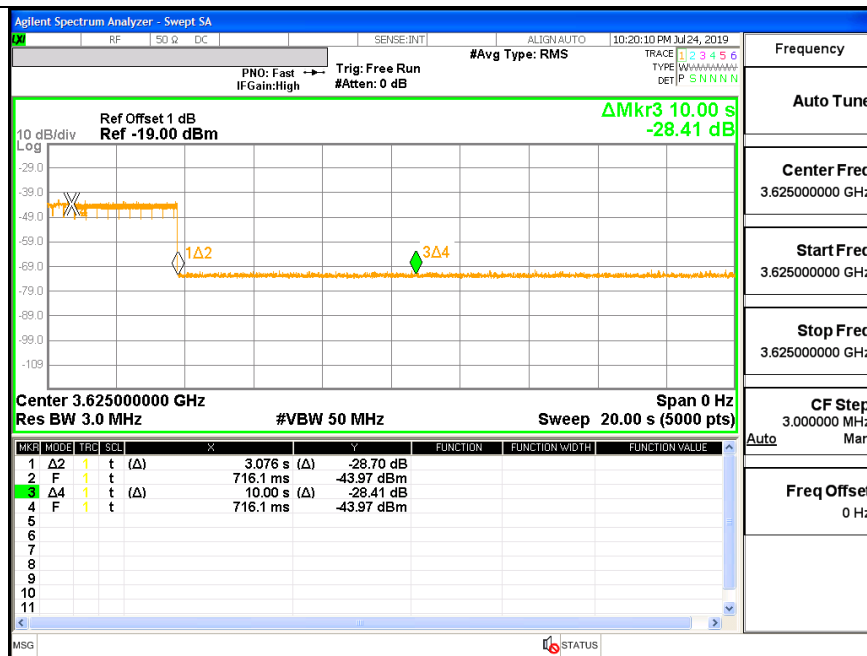 Agilent Spectrum Analyzer - Swept SA
LXI RF 50 Ω DC SENSE:INT ALIGN AUTO 10:20:10 PM Jul 24, 2019
#Avg Type: RMS
TRACE 1 2 3 4 5 6
PNO: Fast Trig: Free Run
TYPE WWWWWW
IFGain:High #Atten: 0 dB
DET P S N N N N
Ref Offset 1 dB
10 dB/div Ref -19.00 dBm
Log
ΔMkr3 10.00 s
-28.41 dB
-29.0
-39.0
-49.0
-59.0
-69.0
-79.0
-89.0
-99.0
-109
1Δ2
3Δ4
Center 3.625000000 GHz Span 0 Hz
Res BW 3.0 MHz #VBW 50 MHz Sweep 20.00 s (5000 pts)
MKR MODE TRC SCL X Y FUNCTION FUNCTION WIDTH FUNCTION VALUE
1 Δ2 1 t (Δ) 3.076 s (Δ) -28.70 dB
2 F 1 t 716.1 ms -43.97 dBm
3 Δ4 1 t (Δ) 10.00 s (Δ) -28.41 dB
4 F 1 t 716.1 ms -43.97 dBm
5
6
7
8
9
10
11
MSG STATUS
Frequency
Auto Tune
Center Freq
3.625000000 GHz
Start Freq
3.625000000 GHz
Stop Freq
3.625000000 GHz
CF Step
3.000000 MHz
Auto Man
Freq Offset
0 Hz